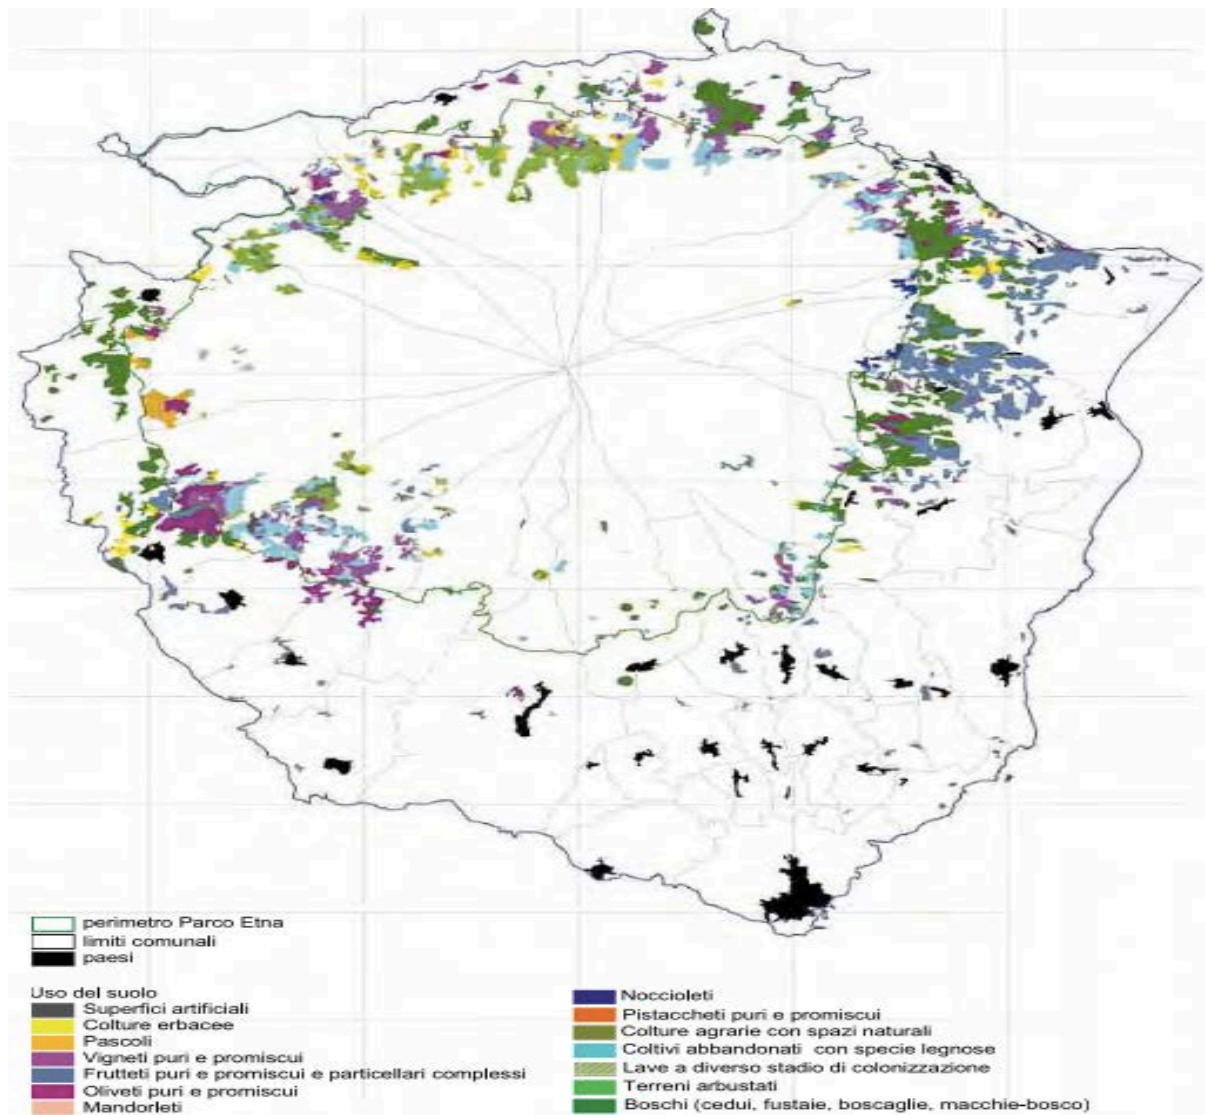 perimetro Parco Etna
limiti comunali
paesi
Uso del suolo
Superfici artificiali
Colture erbacee
Pascoli
Vigneti puri e promiscui
Frutteti puri e promiscui e particellari complessi
Oliveti puri e promiscui
Mandorleti
Noccioleti
Pistaccheti puri e promiscui
Colture agrarie con spazi naturali
Coltivi abbandonati con specie legnose
Lave a diverso stadio di colonizzazione
Terreni arbustati
Boschi (cedui, fustaie, boscaglie, macchie-bosco)